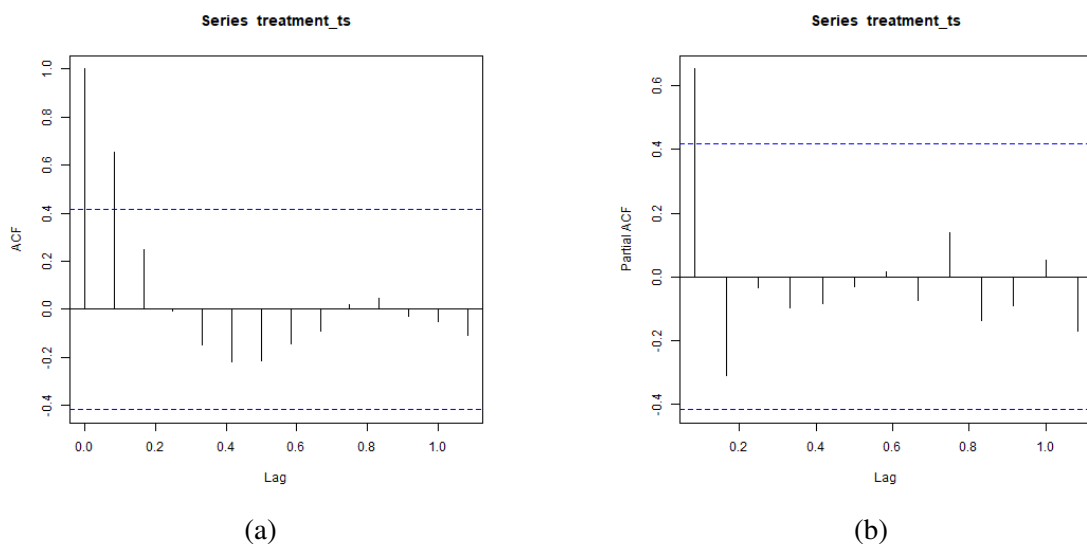 Series treatment_ts
ACF
1.0
0.8
0.6
0.4
0.2
0.0
-0.2
-0.4
0.0 0.2 0.4 0.6 0.8 1.0
Lag
(a)
Series treatment_ts
Partial ACF
0.6
0.4
0.2
0.0
-0.2
-0.4
0.2 0.4 0.6 0.8 1.0
Lag
(b)